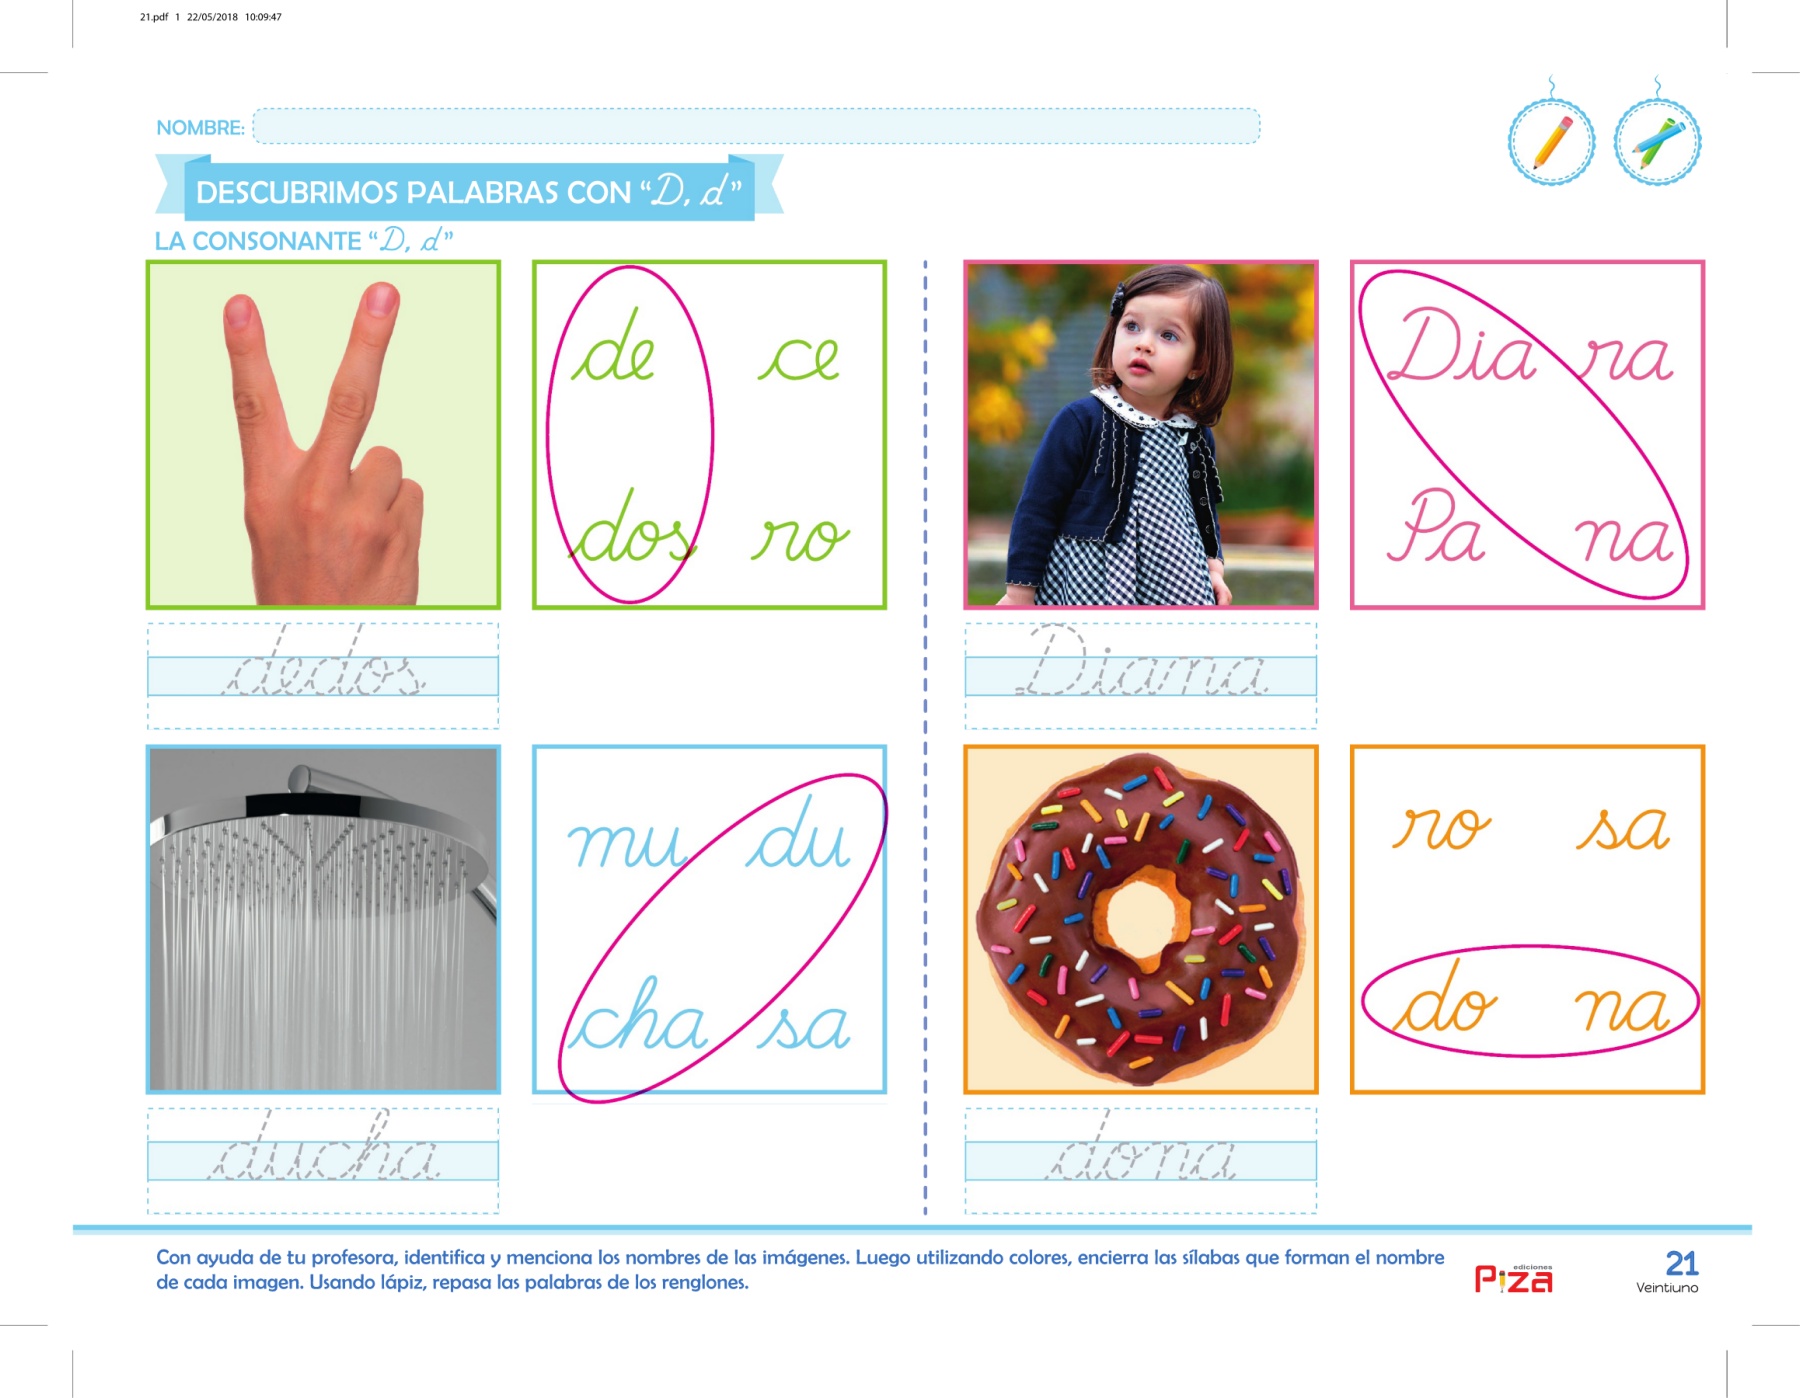 21.pdf 1 22/05/2018 10:09:47
NOMBRE:
DESCUBRIMOS PALABRAS CON “D, d”
LA CONSONANTE “D, d”
de ce
dos ro
dedos
Dia ra
Pa na
Diana
mu du
cha sa
ducha
ro sa
do na
dona
Con ayuda de tu profesora, identifica y menciona los nombres de las imágenes. Luego utilizando colores, encierra las sílabas que forman el nombre
de cada imagen. Usando lápiz, repasa las palabras de los renglones.
ediciones
Piza
21
Veintiuno